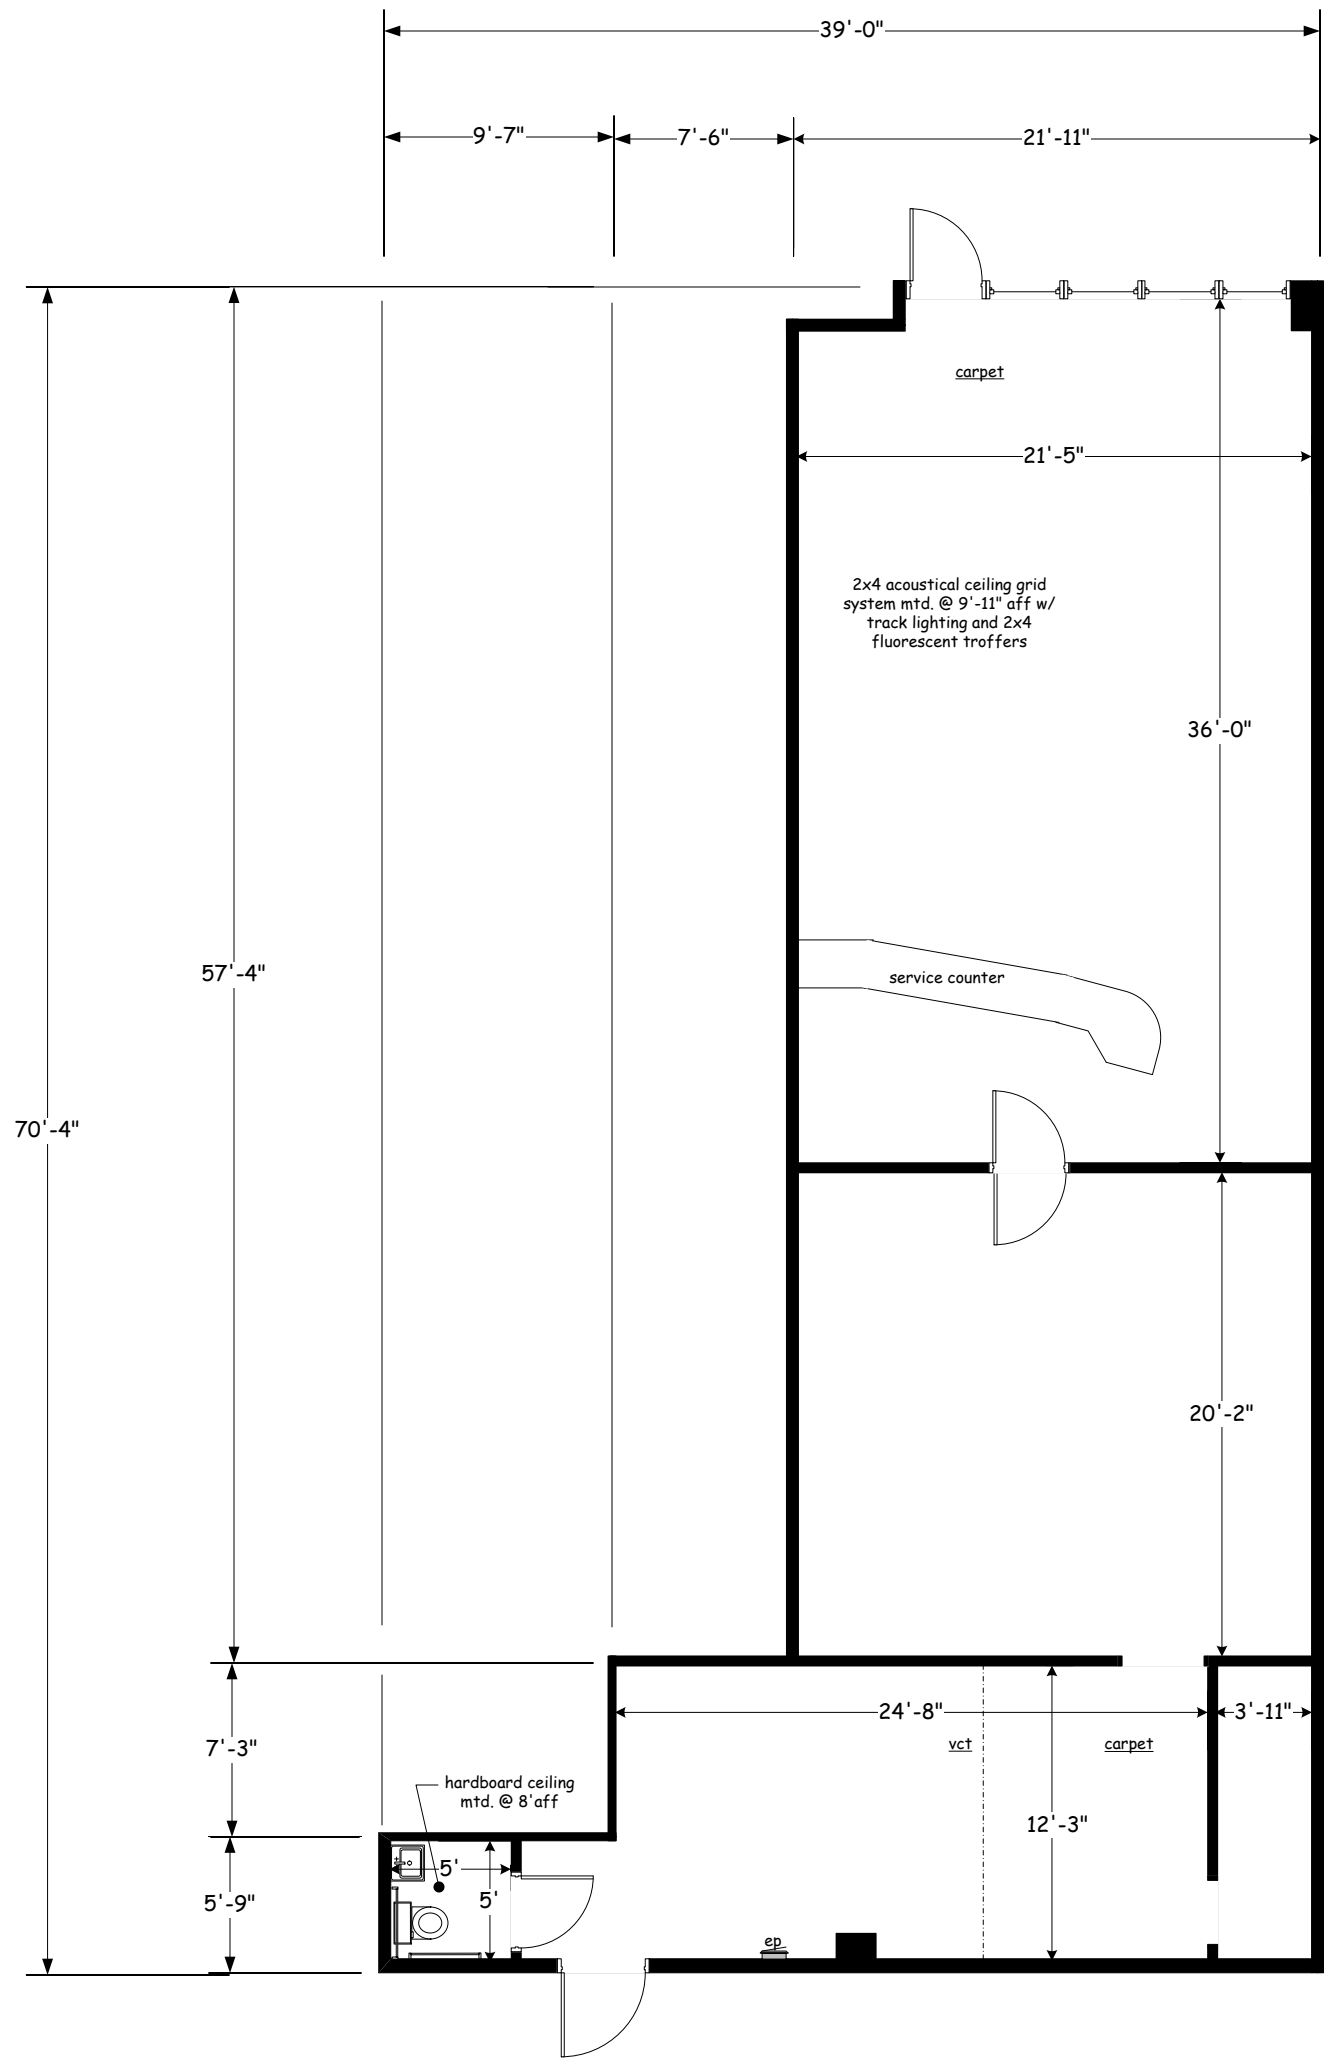 39'-0"
9'-7"
7'-6"
21'-11"
carpet
21'-5"
2x4 acoustical ceiling grid
system mtd. @ 9'-11" aff w/
track lighting and 2x4
fluorescent troffers
36'-0"
57'-4"
service counter
70'-4"
20'-2"
24'-8"
3'-11"
7'-3"
vct
carpet
hardboard ceiling
mtd. @ 8'aff
12'-3"
5'
5'
5'-9"
ep